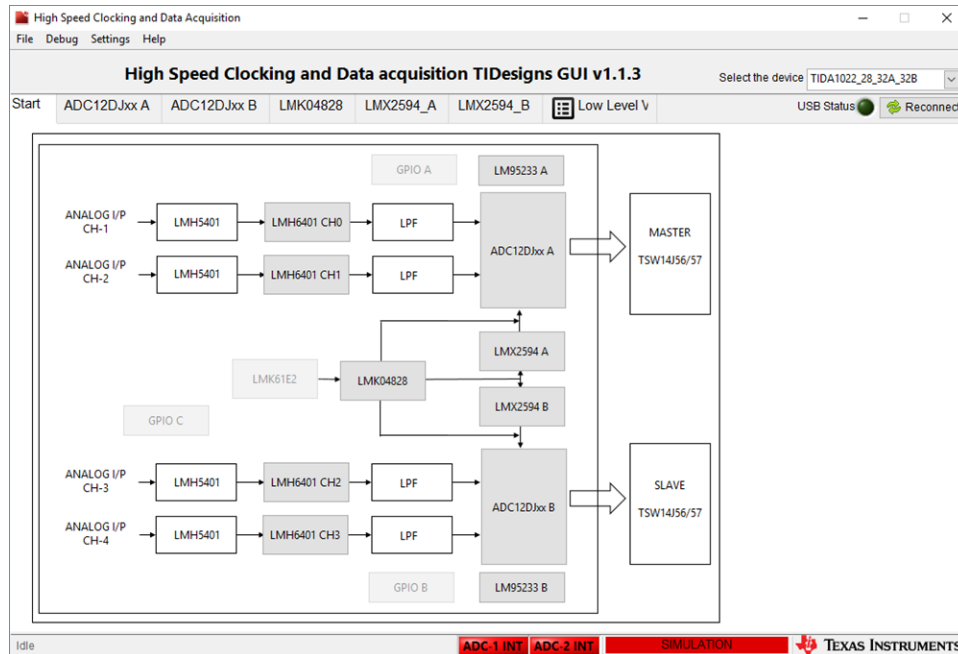 High Speed Clocking and Data Acquisition
File Debug Settings Help
High Speed Clocking and Data acquisition TIDesigns GUI v1.1.3
Select the device TIDA1022_28_32A_32B
Start ADC12DJxx A ADC12DJxx B LMK04828 LMX2594_A LMX2594_B Low Level V
USB Status Reconnect
GPIO A
LM95233 A
ANALOG I/P
CH-1
LMH5401
LMH6401 CH0
LPF
ADC12DJxx A
MASTER
TSW14J56/57
ANALOG I/P
CH-2
LMH5401
LMH6401 CH1
LPF
LMX2594 A
LMK61E2
LMK04828
LMX2594 B
GPIO C
ANALOG I/P
CH-3
LMH5401
LMH6401 CH2
LPF
ADC12DJxx B
SLAVE
TSW14J56/57
ANALOG I/P
CH-4
LMH5401
LMH6401 CH3
LPF
GPIO B
LM95233 B
Idle
ADC-1 INT
ADC-2 INT
SIMULATION
TEXAS INSTRUMENTS